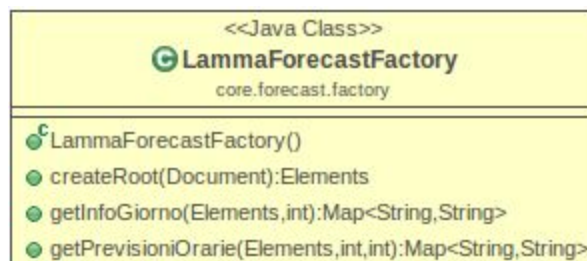 <<Java Class>>
C LammaForecastFactory
core.forecast.factory
c LammaForecastFactory()
createRoot(Document):Elements
getInfoGiorno(Elements,int):Map<String,String>
getPrevisioniOrarie(Elements,int,int):Map<String,String>